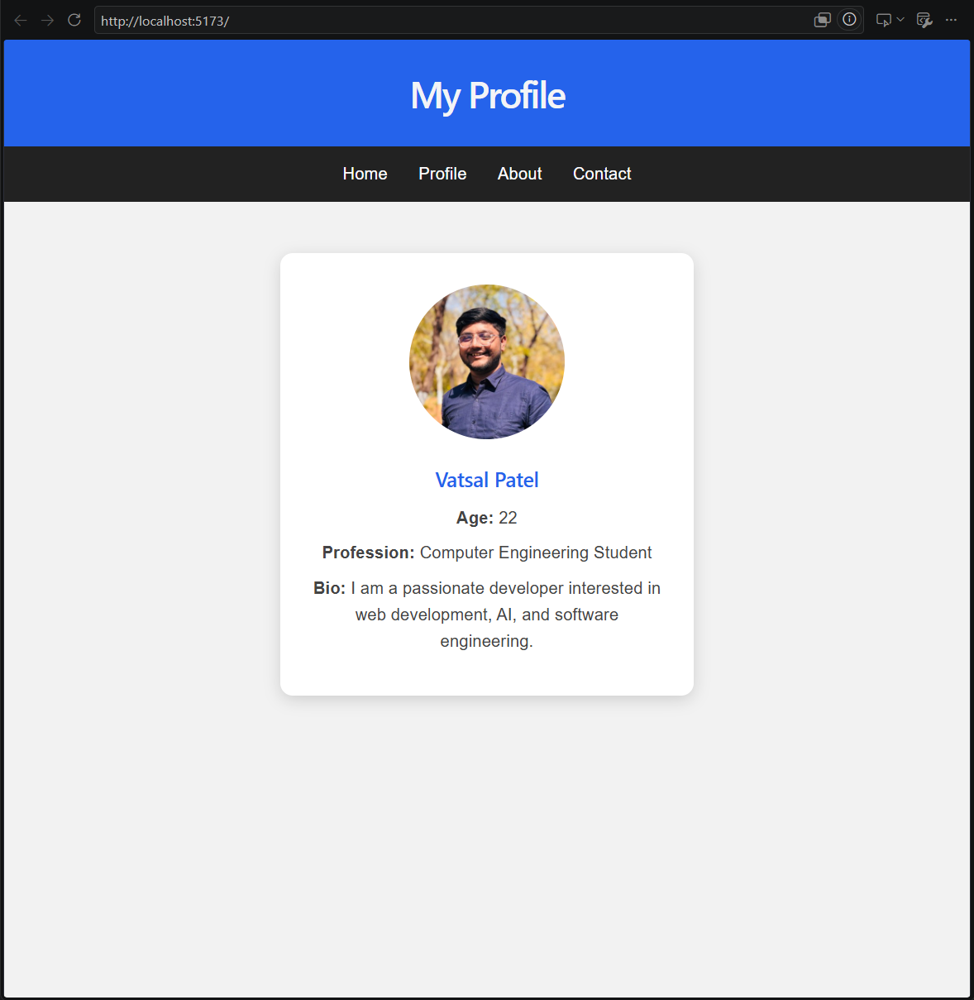 http://localhost:5173/
My Profile
Home Profile About Contact
Vatsal Patel
Age: 22
Profession: Computer Engineering Student
Bio: I am a passionate developer interested in
web development, AI, and software
engineering.